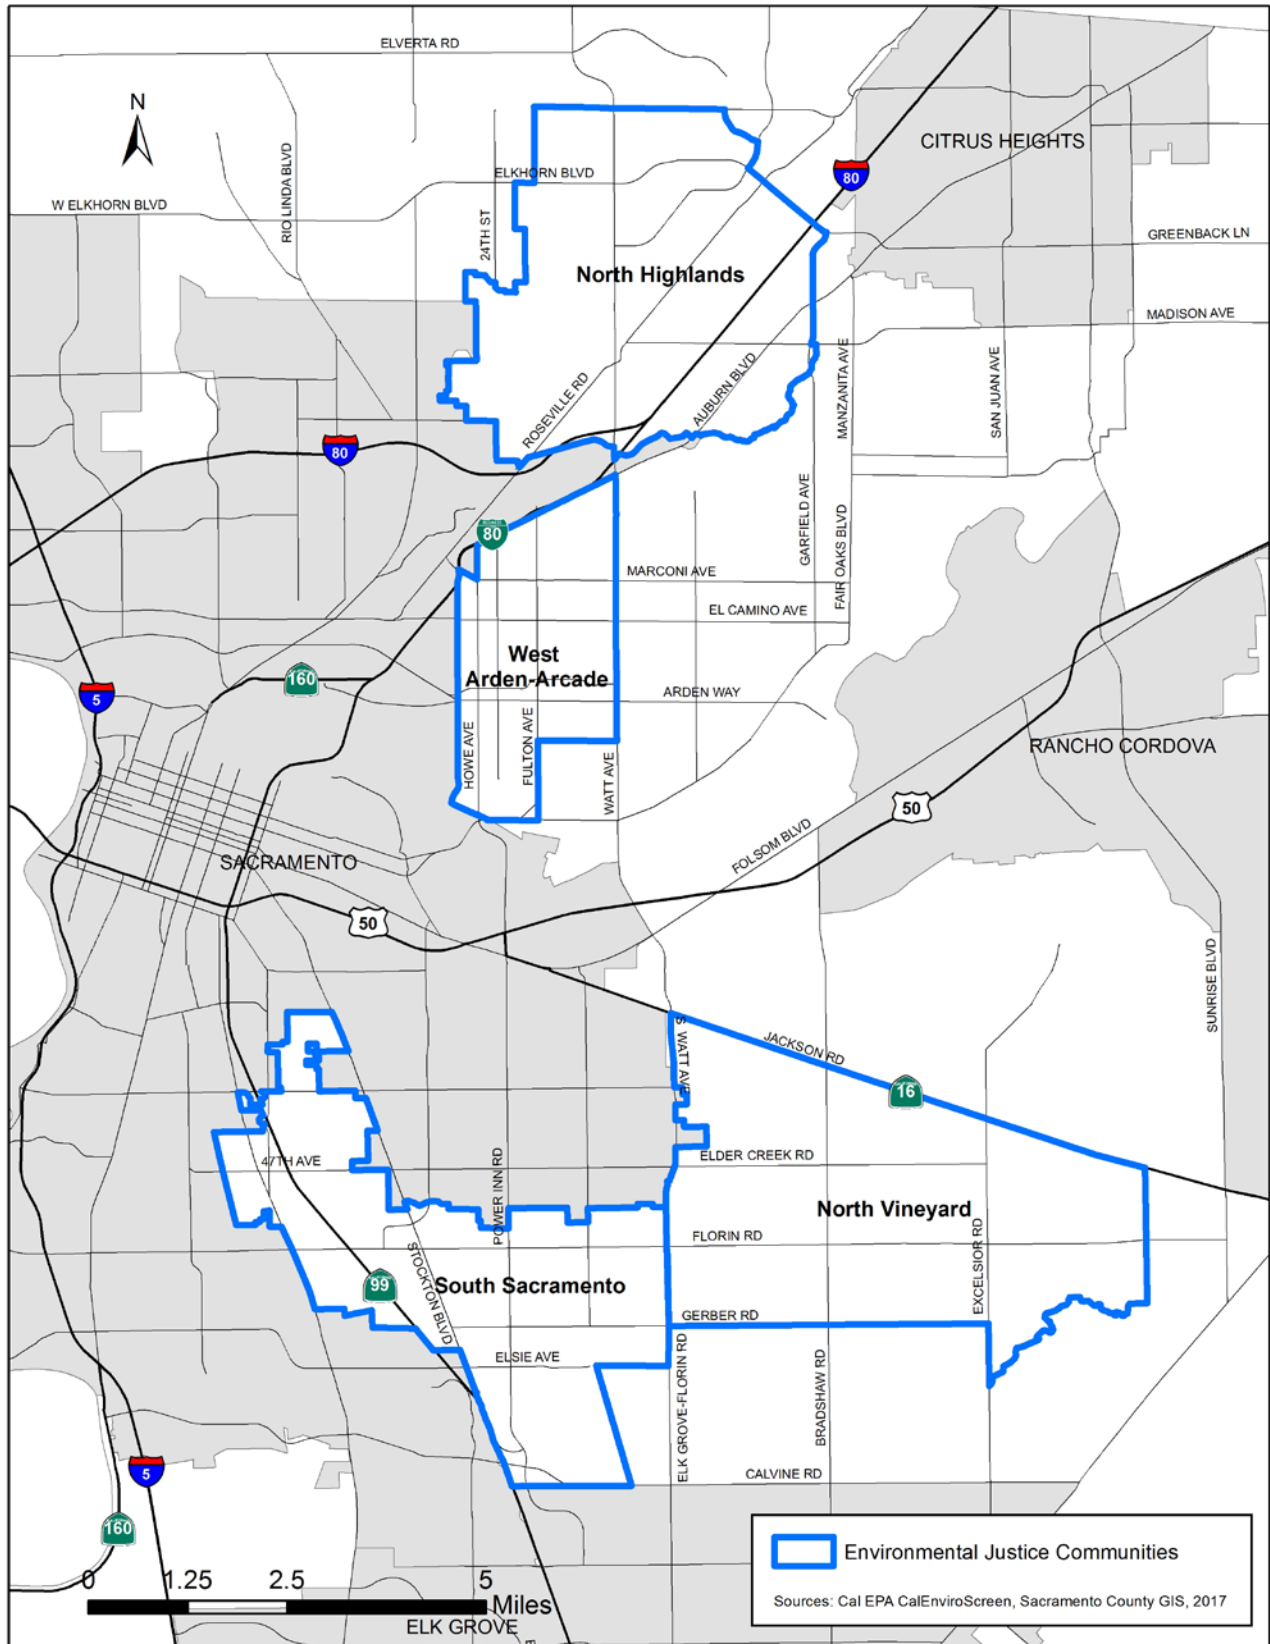 ELVERTA RD
N
CITRUS HEIGHTS
80
RIO LINDA BLVD
ELKHORN BLVD
W ELKHORN BLVD
24TH ST
GREENBACK LN
North Highlands
MADISON AVE
MANZANITA AVE
SAN JUAN AVE
AUBURN BLVD
ROSEVILLE RD
80
GARFIELD AVE
FAIR OAKS BLVD
80
MARCONI AVE
EL CAMINO AVE
West
Arden-Arcade
160
5
ARDEN WAY
HOWE AVE
FULTON AVE
WATT AVE
RANCHO CORDOVA
50
FOLSOM BLVD
SACRAMENTO
50
SUNRISE BLVD
S WATT AVE
JACKSON RD
16
47TH AVE
POWER INN RD
ELDER CREEK RD
North Vineyard
FLORIN RD
EXCELSIOR RD
STOCKTON BLVD
99
South Sacramento
GERBER RD
ELSIE AVE
ELK GROVE-FLORIN RD
BRADSHAW RD
CALVINE RD
5
160
Environmental Justice Communities
Sources: Cal EPA CalEnviroScreen, Sacramento County GIS, 2017
0 1.25 2.5 5
Miles
ELK GROVE